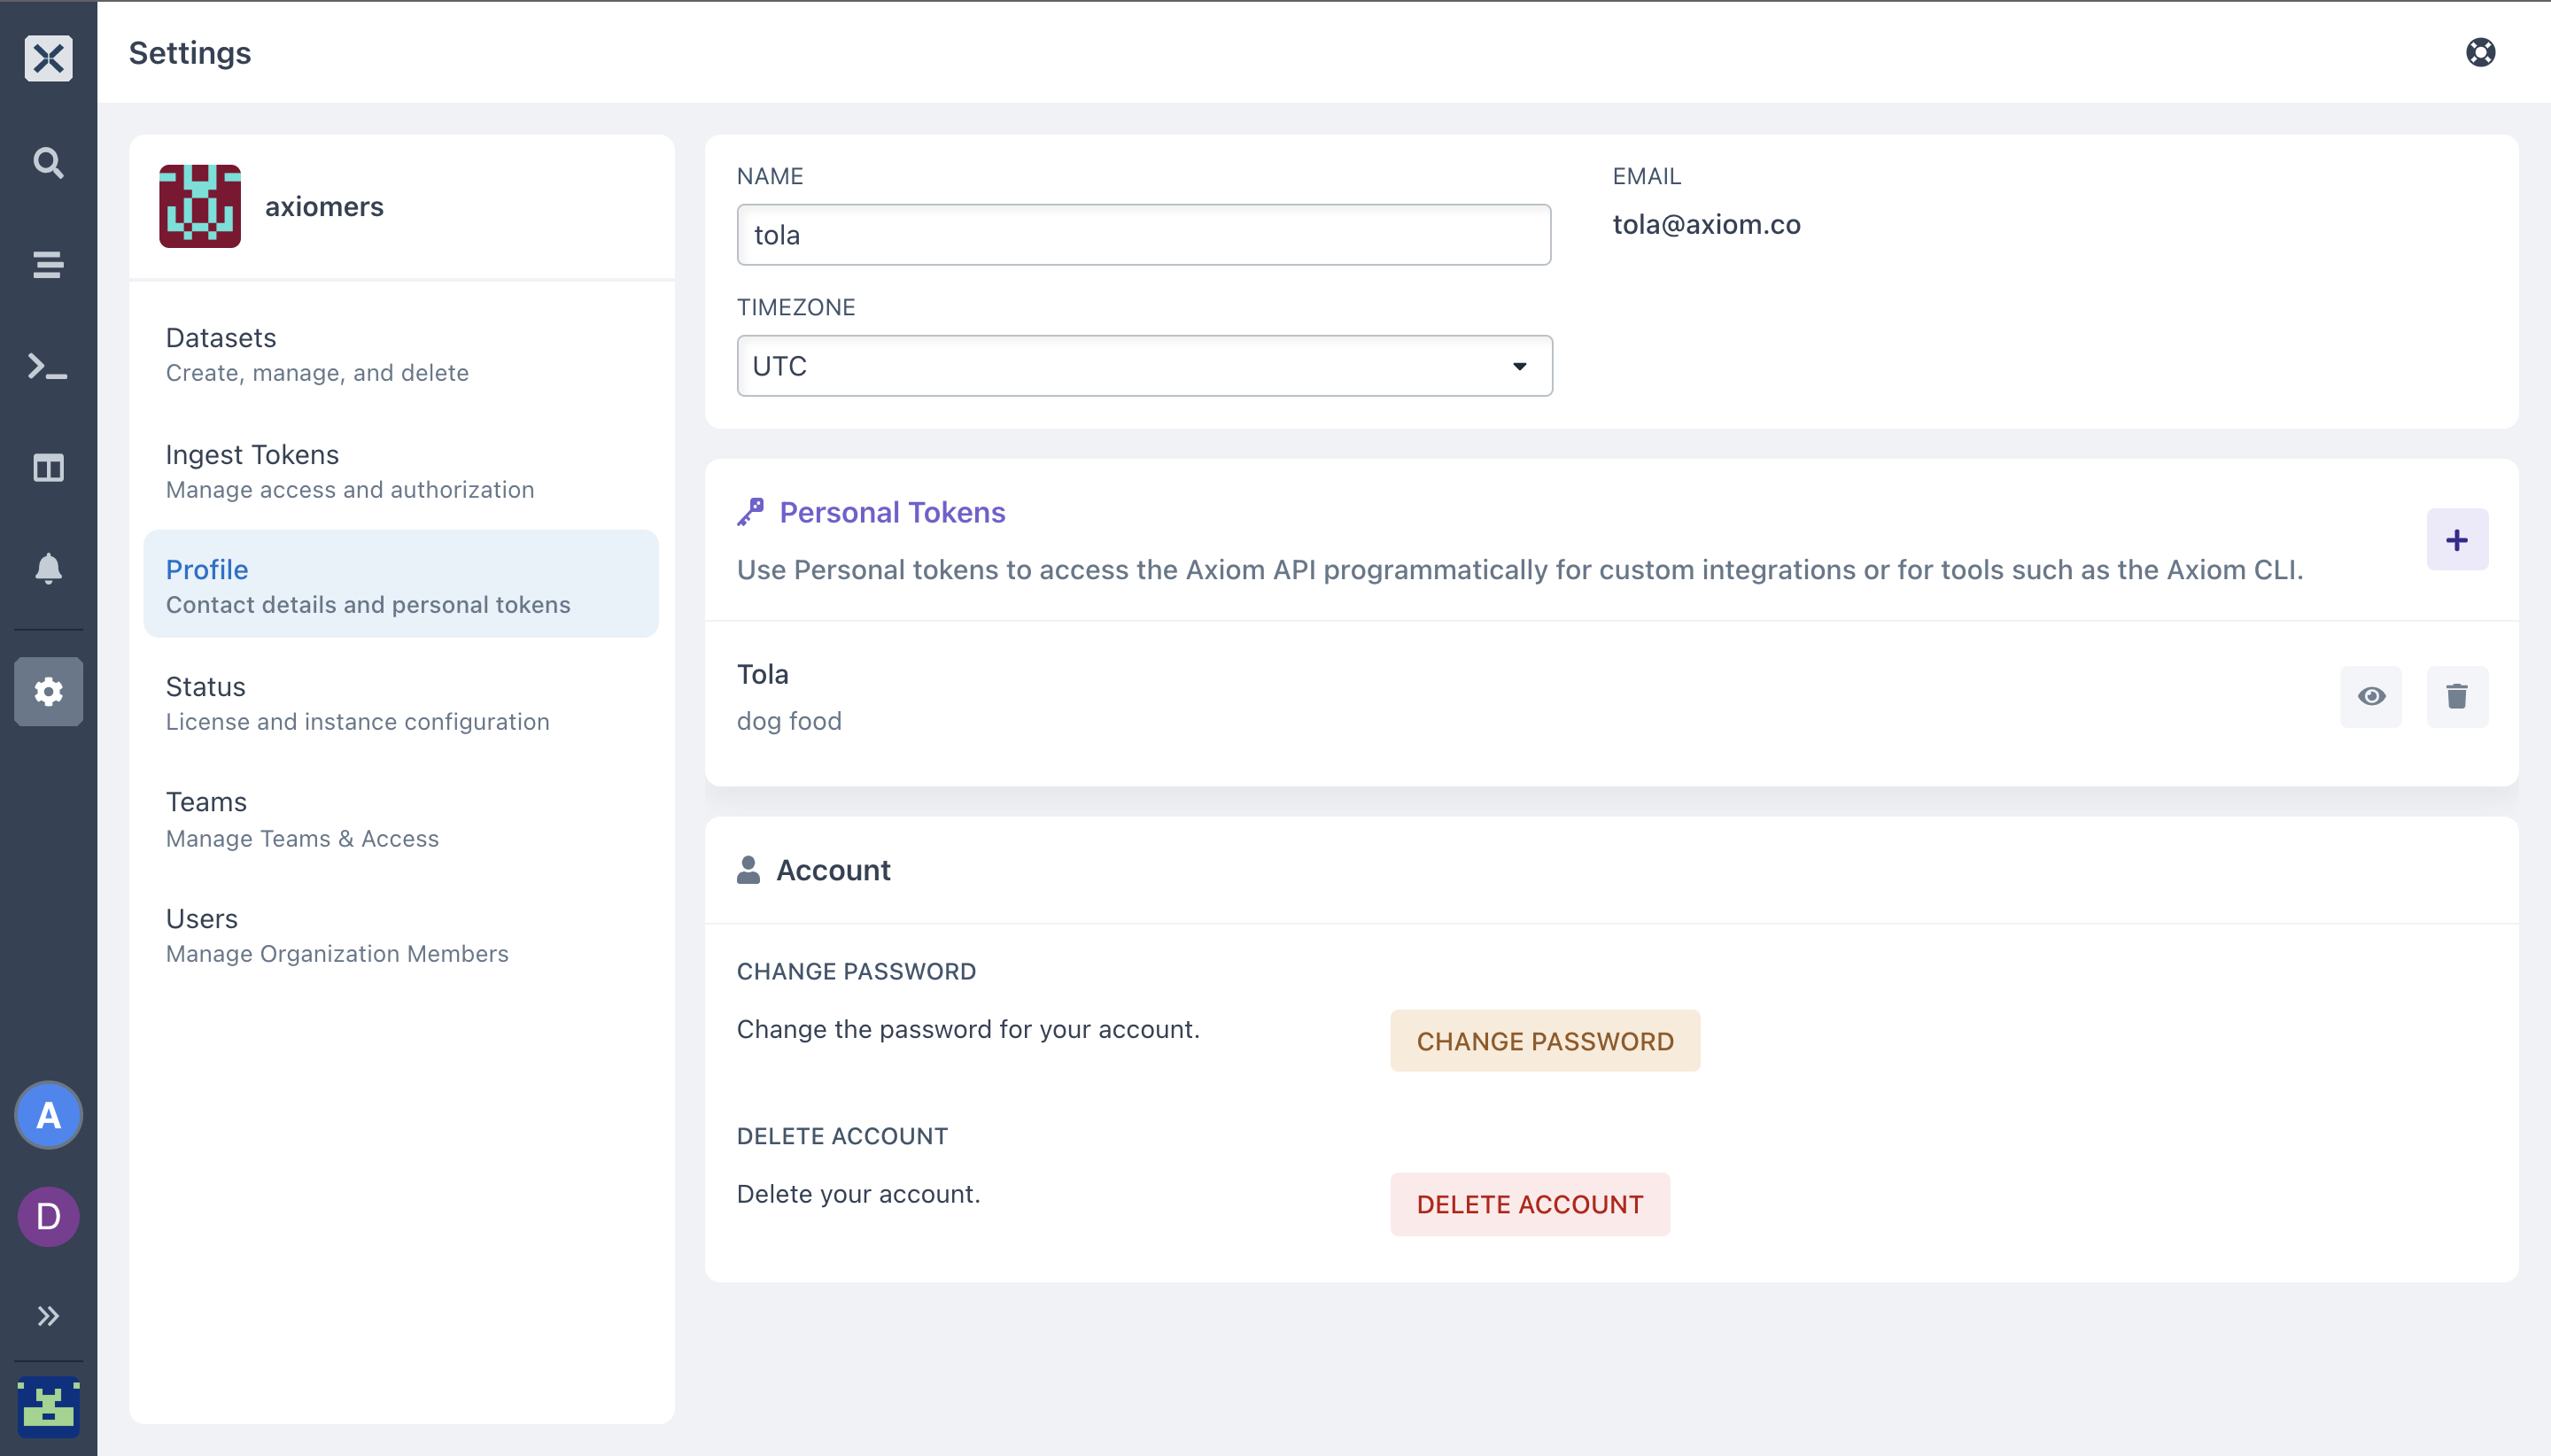 Settings
axiomers
Datasets
Create, manage, and delete
Ingest Tokens
Manage access and authorization
Profile
Contact details and personal tokens
Status
License and instance configuration
Teams
Manage Teams & Access
Users
Manage Organization Members
A
D
NAME
tola
EMAIL
tola@axiom.co
TIMEZONE
UTC
Personal Tokens
Use Personal tokens to access the Axiom API programmatically for custom integrations or for tools such as the Axiom CLI.
Tola
dog food
Account
CHANGE PASSWORD
Change the password for your account.
CHANGE PASSWORD
DELETE ACCOUNT
Delete your account.
DELETE ACCOUNT